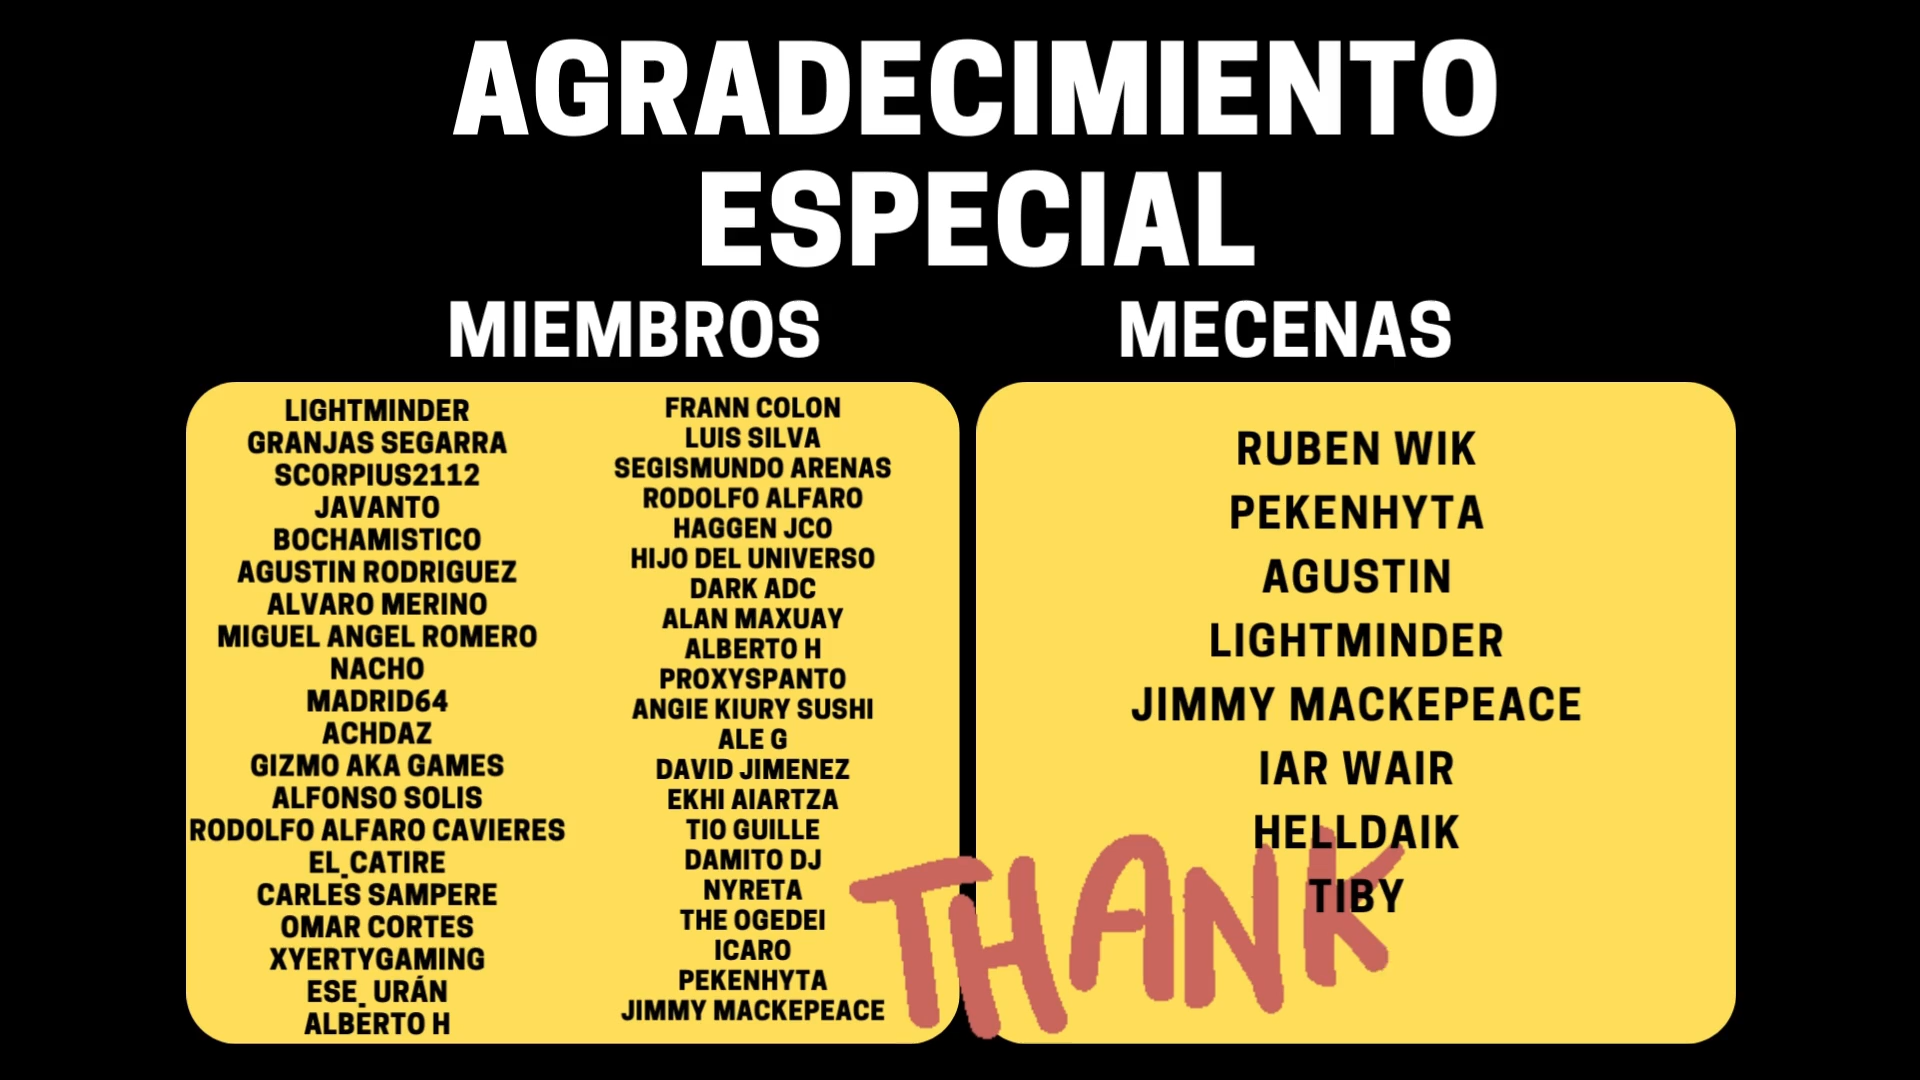 AGRADECIMIENTO
ESPECIAL
MIEMBROS
LIGHTMINDER
GRANJAS SEGARRA
SCORPIUS2112
JAVANTO
BOCHAMISTICO
AGUSTIN RODRIGUEZ
ALVARO MERINO
MIGUEL ANGEL ROMERO
NACHO
MADRID64
ACHDAZ
GIZMO AKA GAMES
ALFONSO SOLIS
RODOLFO ALFARO CAVIERES
EL_CATIRE
CARLES SAMPERE
OMAR CORTES
XYERTYGAMING
ESE_ URÁN
ALBERTO H
FRANN COLON
LUIS SILVA
SEGISMUNDO ARENAS
RODOLFO ALFARO
HAGGEN JCO
HIJO DEL UNIVERSO
DARK ADC
ALAN MAXUAY
ALBERTO H
PROXYSPANTO
ANGIE KIURY SUSHI
ALE G
DAVID JIMENEZ
EKHI AIARTZA
TIO GUILLE
DAMITO DJ
NYRETA
THE OGEDEI
ICARO
PEKENHYTA
JIMMY MACKEPEACE
MECENAS
RUBEN WIK
PEKENHYTA
AGUSTIN
LIGHTMINDER
JIMMY MACKEPEACE
IAR WAIR
HELLDAIK
TIBY
THANK